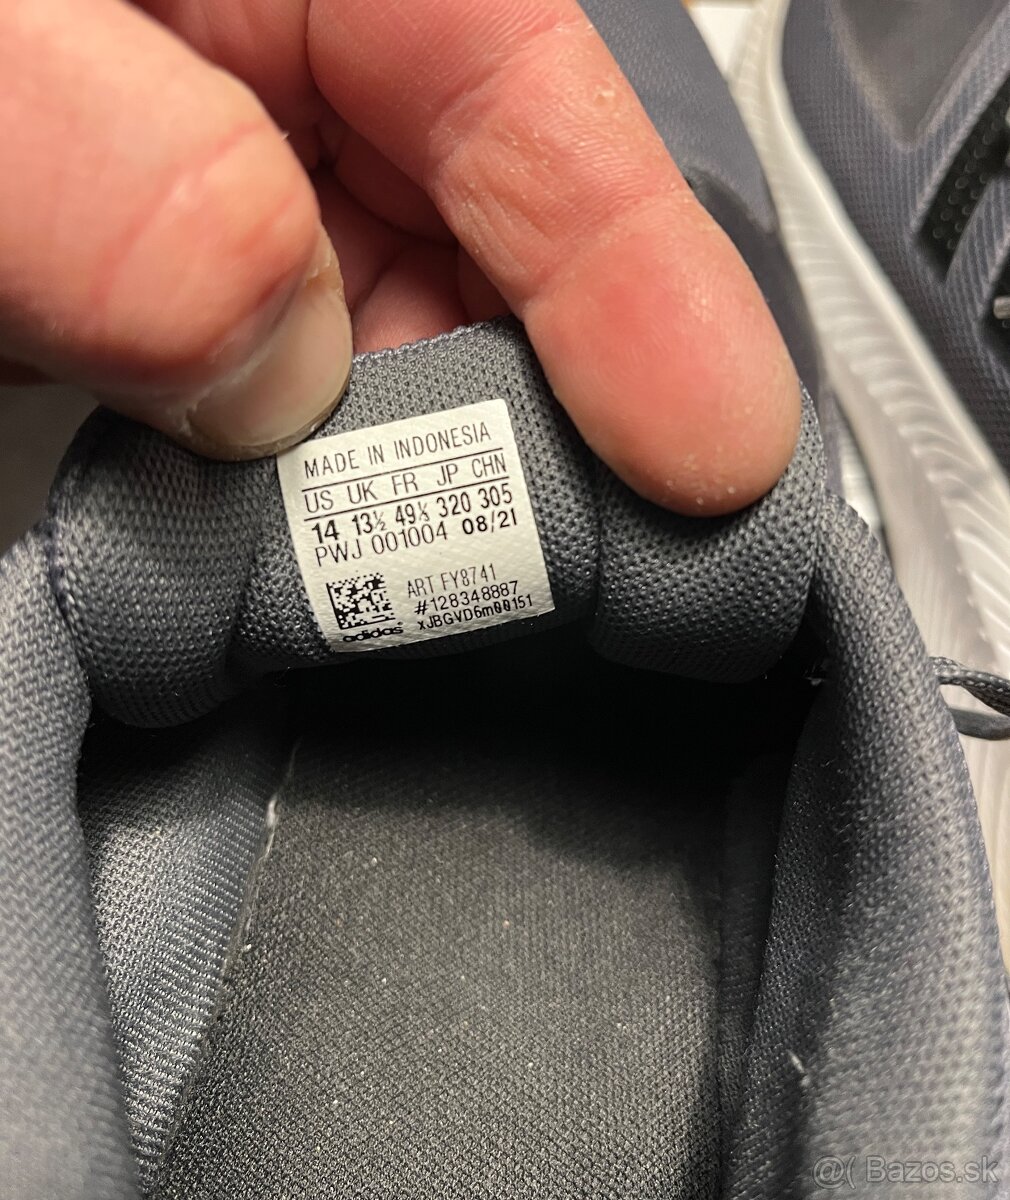 MADE IN INDONESIA
US UK FR JP CHN
14 13½ 49⅓ 320 305
PWJ 001004 08/21
ART FY8741
#128348887
xJBGVD6m00151
adidas
@( Bazos.sk